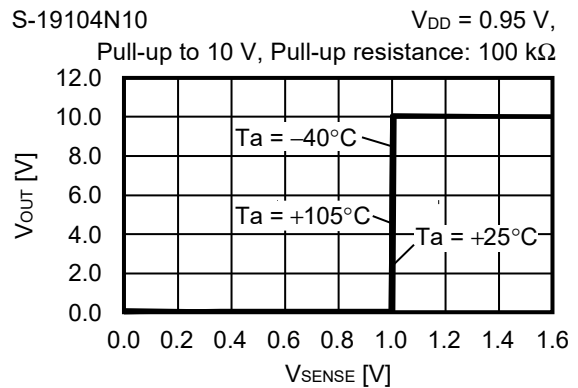 S-19104N10
VDD = 0.95 V,
Pull-up to 10 V, Pull-up resistance: 100 kΩ
12.0
10.0
8.0
6.0
4.0
2.0
0.0
VOUT [V]
Ta = −40°C
Ta = +105°C
Ta = +25°C
0.0 0.2 0.4 0.6 0.8 1.0 1.2 1.4 1.6
VSENSE [V]